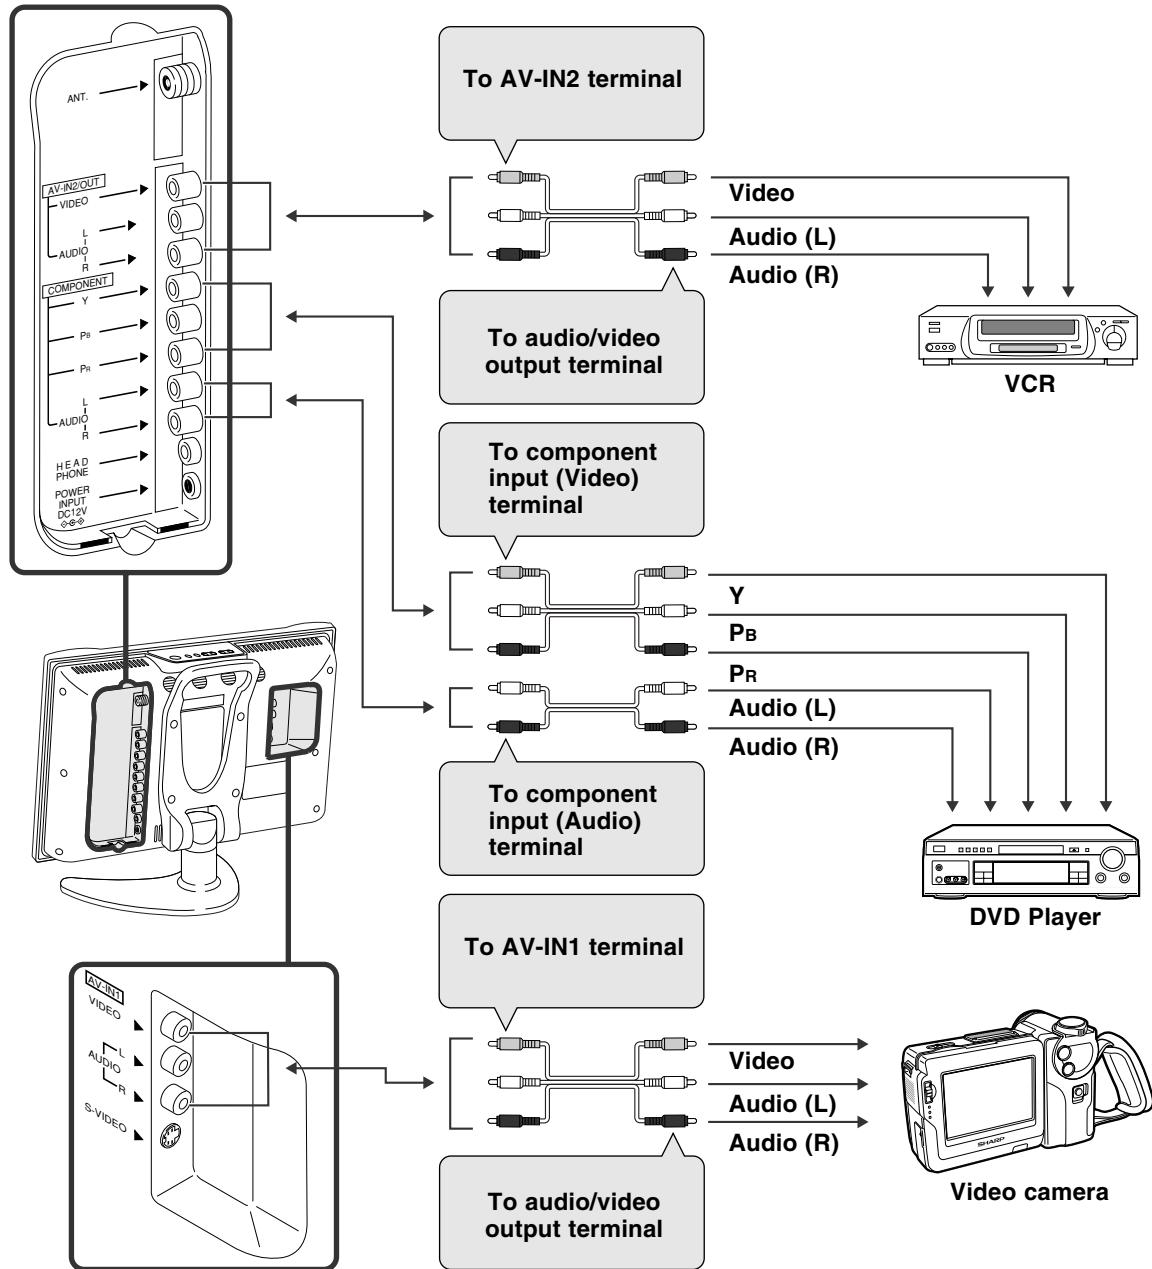 ANT.
AV-IN2/OUT
VIDEO
L
AUDIO
R
COMPONENT
Y
PB
PR
L
AUDIO
R
HEAD
PHONE
POWER
INPUT
DC12V
To AV-IN2 terminal
Video
Audio (L)
Audio (R)
To audio/video
output terminal
VCR
To component
input (Video)
terminal
Y
PB
PR
Audio (L)
Audio (R)
To component
input (Audio)
terminal
DVD Player
AV-IN1
VIDEO
L
AUDIO
R
S-VIDEO
To AV-IN1 terminal
Video
Audio (L)
Audio (R)
To audio/video
output terminal
SHARP
Video camera